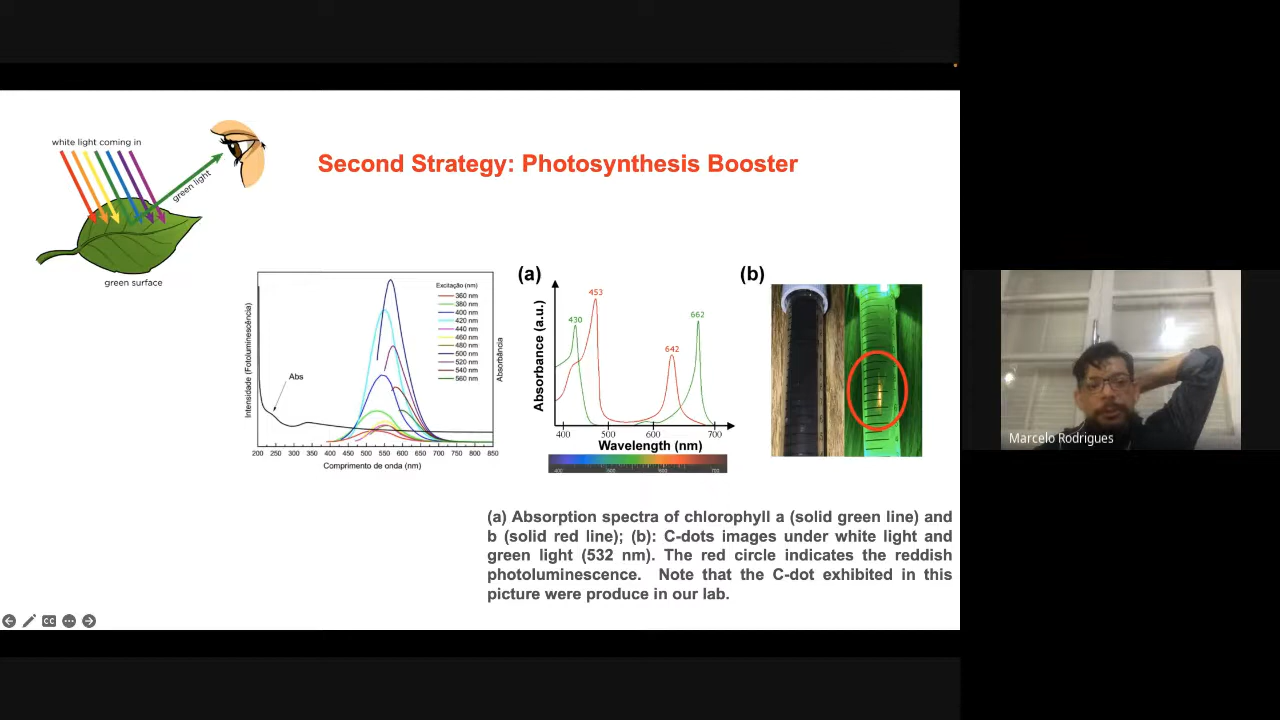 white light coming in
green light
green surface
Second Strategy: Photosynthesis Booster
Intensidade (Fotoluminescência)
Abs
Excitação (nm)
360 nm
380 nm
400 nm
420 nm
440 nm
460 nm
480 nm
500 nm
520 nm
540 nm
560 nm
Absorbância
200 250 300 350 400 450 500 550 600 650 700 750 800 850
Comprimento de onda (nm)
(a)
Absorbance (a.u.)
430
453
642
662
400 500 600 700
Wavelength (nm)
400 500 600 700
(b)
(a) Absorption spectra of chlorophyll a (solid green line) and
b (solid red line); (b): C-dots images under white light and
green light (532 nm). The red circle indicates the reddish
photoluminescence. Note that the C-dot exhibited in this
picture were produce in our lab.
CC
Marcelo Rodrigues